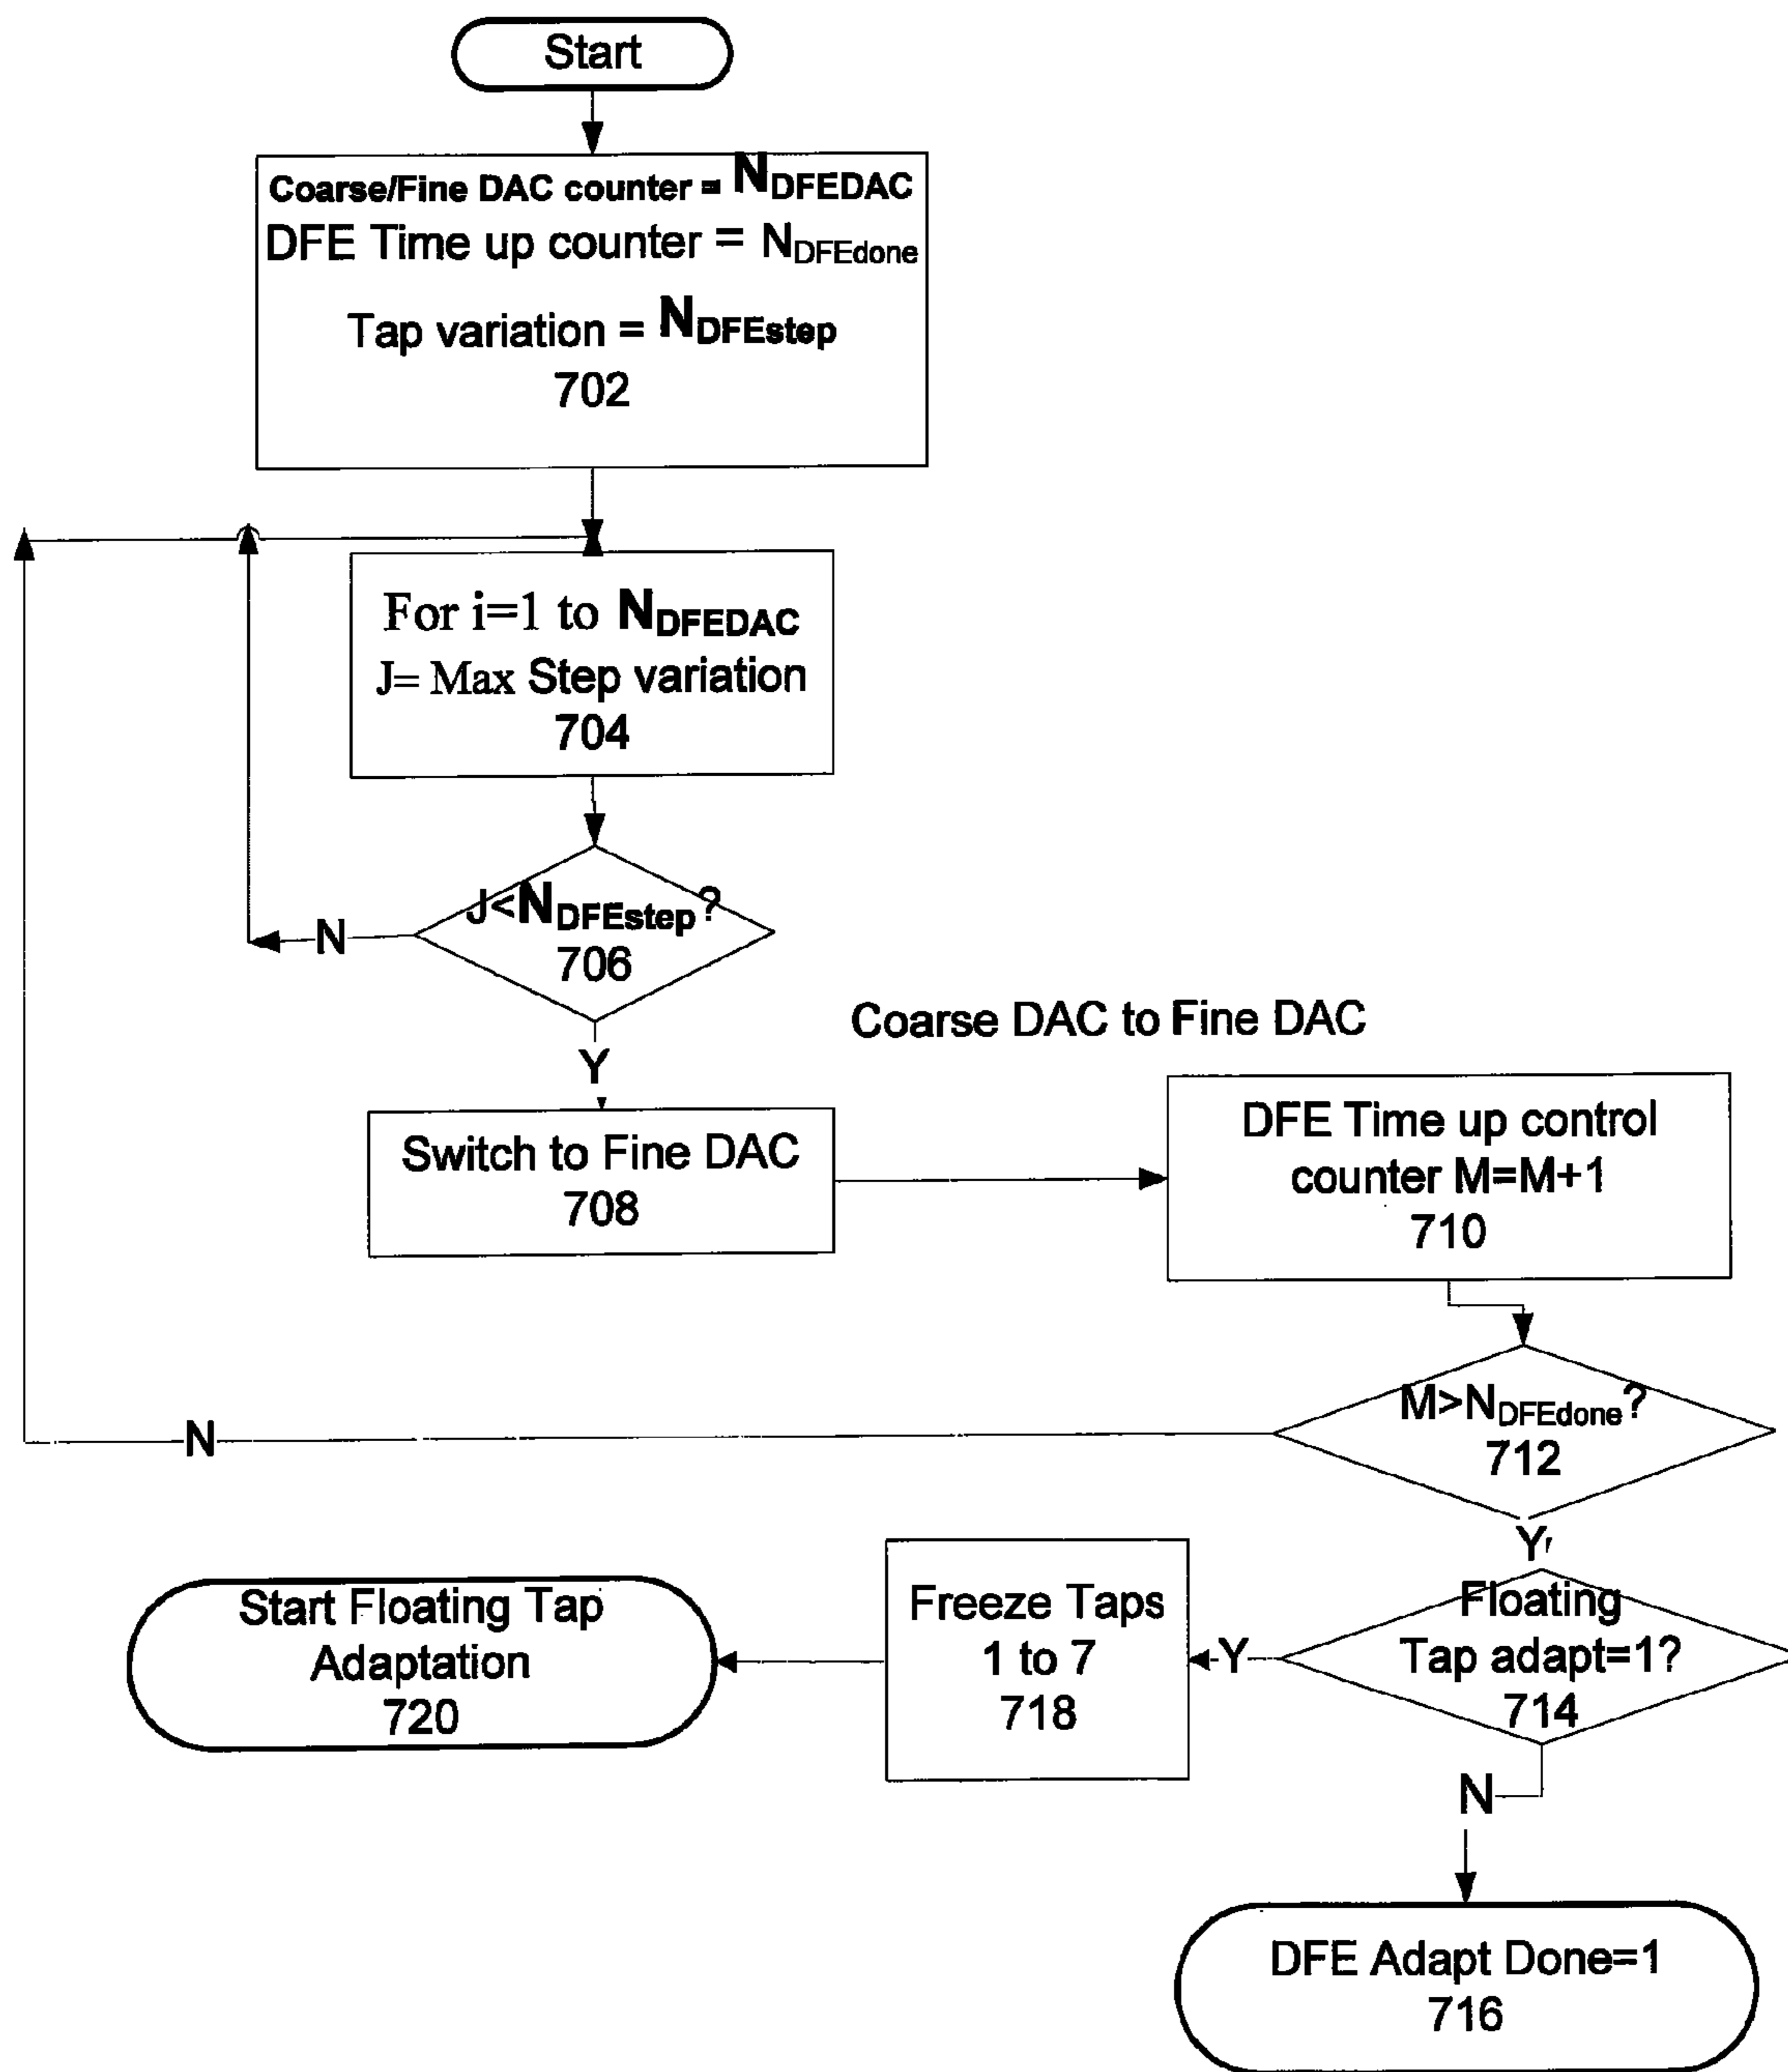 Start
Coarse/Fine DAC counter = NDFEDAC
DFE Time up counter = NDFEdone
Tap variation = NDFEstep
702
For i=1 to NDFEDAC
J= Max Step variation
704
J<NDFEstep?
706
N
Y
Coarse DAC to Fine DAC
Switch to Fine DAC
708
DFE Time up control
counter M=M+1
710
M>NDFEdone?
712
N
Y
Floating
Tap adapt=1?
714
Y
Freeze Taps
1 to 7
718
Start Floating Tap
Adaptation
720
N
DFE Adapt Done=1
716